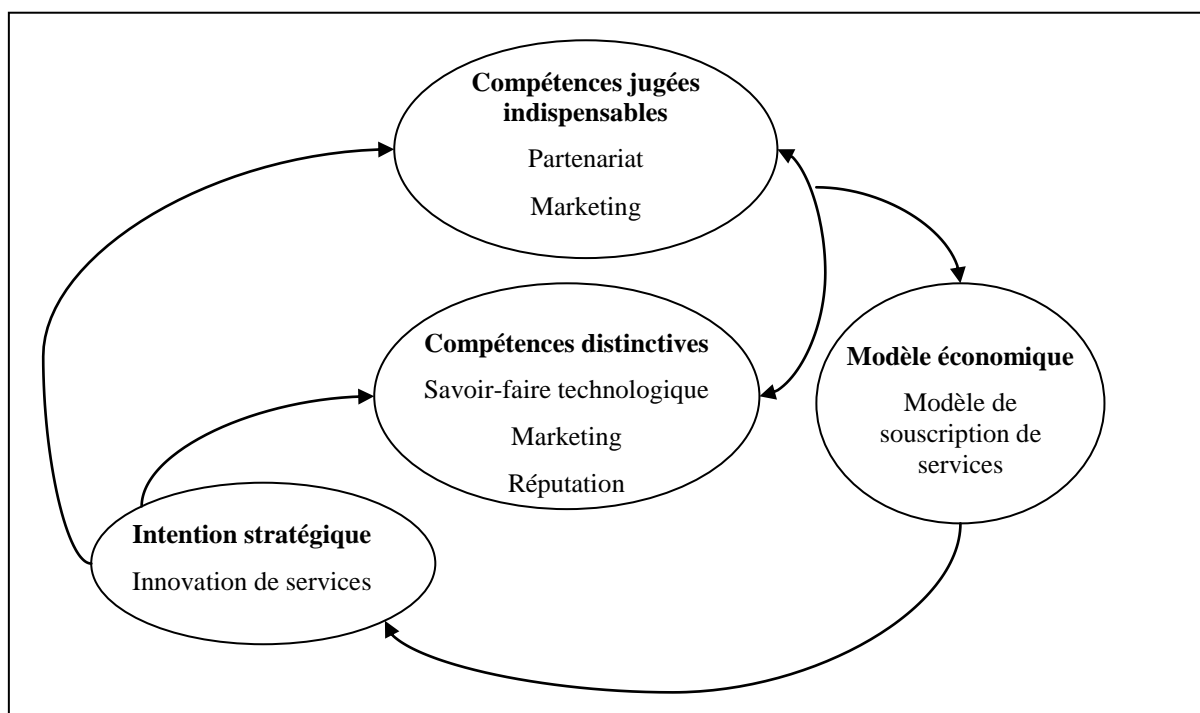 Compétences jugées
indispensables
Partenariat
Marketing
Compétences distinctives
Savoir-faire technologique
Marketing
Réputation
Modèle économique
Modèle de
souscription de
services
Intention stratégique
Innovation de services